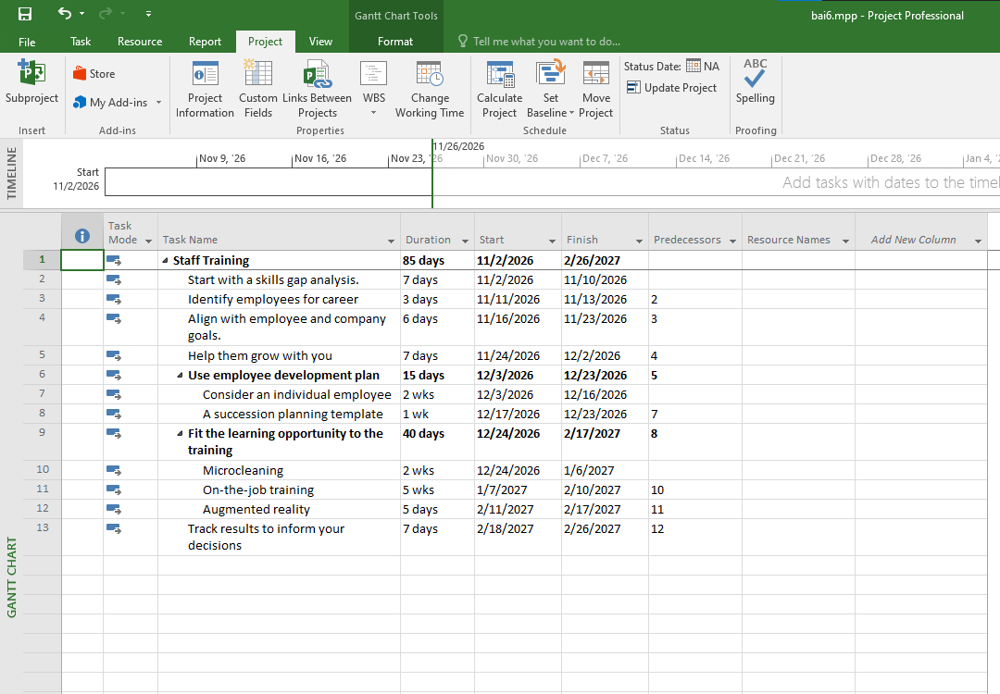 Gantt Chart Tools
bai6.mpp - Project Professional
File Task Resource Report Project View Format Tell me what you want to do...
Subproject
Store
My Add-ins
Project Information
Custom Fields
Links Between Projects
WBS
Change Working Time
Calculate Project
Set Baseline
Move Project
Status Date: NA
Update Project
ABC
Spelling
Insert Add-ins Properties Schedule Status Proofing
TIMELINE
11/26/2026
Nov 9, '26 Nov 16, '26 Nov 23, '26 Nov 30, '26 Dec 7, '26 Dec 14, '26 Dec 21, '26 Dec 28, '26 Jan 4, '
Start
11/2/2026
Add tasks with dates to the timel
GANTT CHART
Task Mode Task Name Duration Start Finish Predecessors Resource Names Add New Column
1 Staff Training 85 days 11/2/2026 2/26/2027
2 Start with a skills gap analysis. 7 days 11/2/2026 11/10/2026
3 Identify employees for career 3 days 11/11/2026 11/13/2026 2
4 Align with employee and company goals. 6 days 11/16/2026 11/23/2026 3
5 Help them grow with you 7 days 11/24/2026 12/2/2026 4
6 Use employee development plan 15 days 12/3/2026 12/23/2026 5
7 Consider an individual employee 2 wks 12/3/2026 12/16/2026
8 A succession planning template 1 wk 12/17/2026 12/23/2026 7
9 Fit the learning opportunity to the training 40 days 12/24/2026 2/17/2027 8
10 Microcleaning 2 wks 12/24/2026 1/6/2027
11 On-the-job training 5 wks 1/7/2027 2/10/2027 10
12 Augmented reality 5 days 2/11/2027 2/17/2027 11
13 Track results to inform your decisions 7 days 2/18/2027 2/26/2027 12